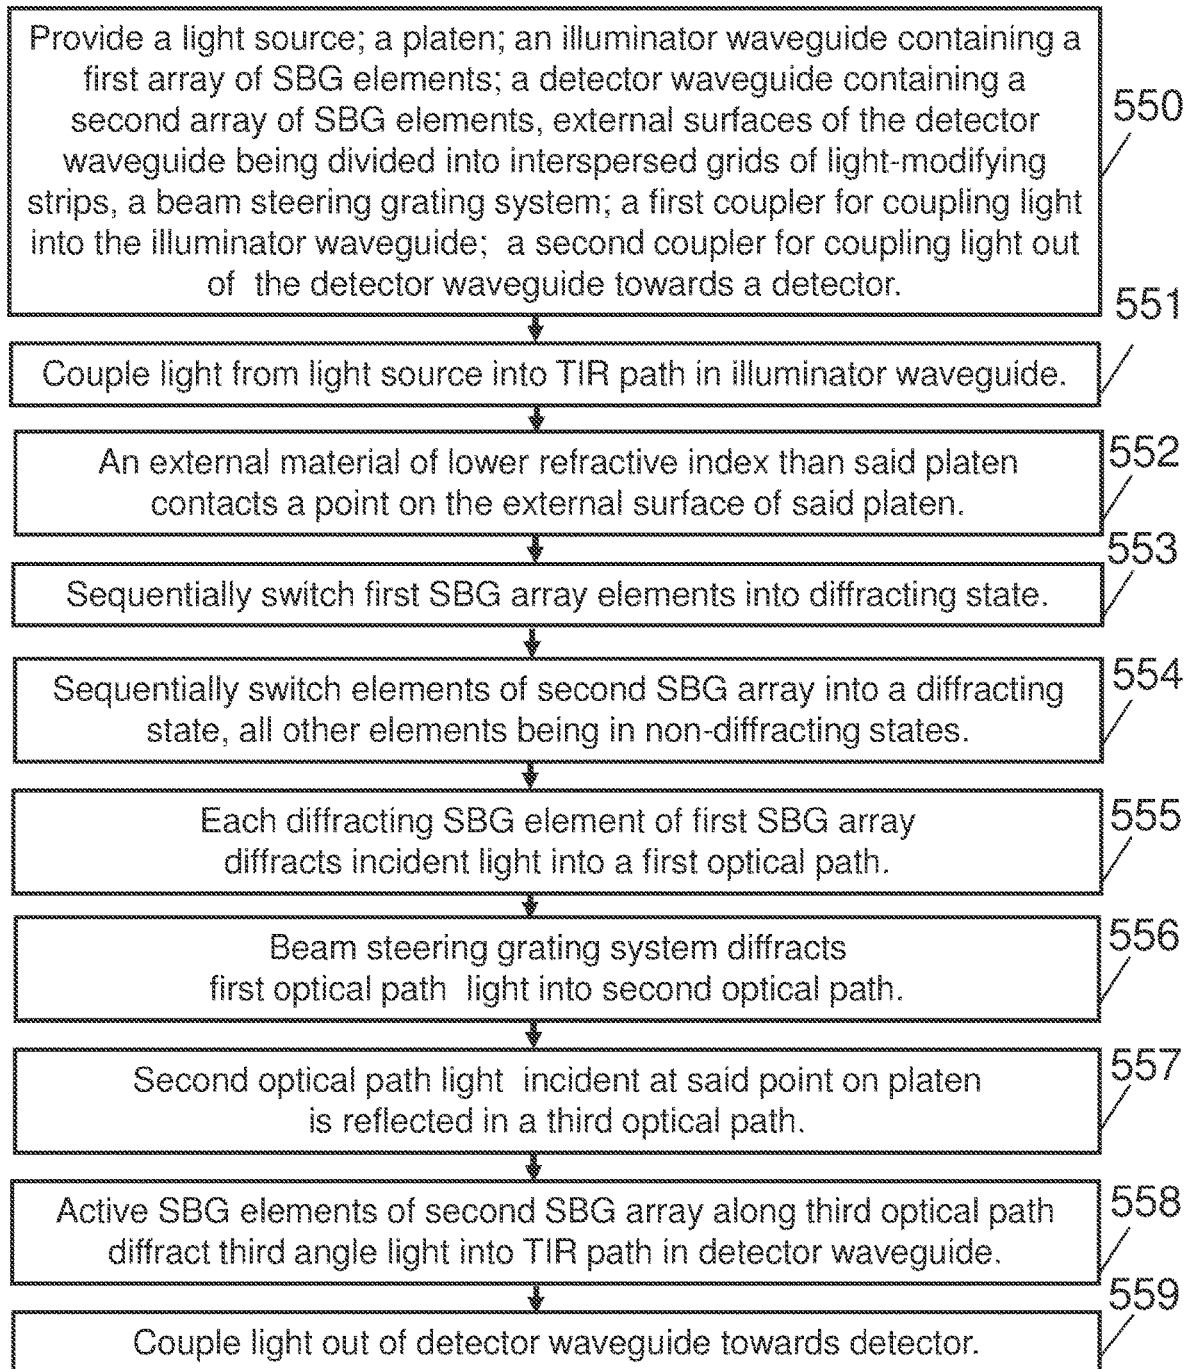 Provide a light source; a platen; an illuminator waveguide containing a
first array of SBG elements; a detector waveguide containing a
second array of SBG elements, external surfaces of the detector
waveguide being divided into interspersed grids of light-modifying
strips, a beam steering grating system; a first coupler for coupling light
into the illuminator waveguide; a second coupler for coupling light out
of the detector waveguide towards a detector.
550
551
Couple light from light source into TIR path in illuminator waveguide.
An external material of lower refractive index than said platen
contacts a point on the external surface of said platen.
552
553
Sequentially switch first SBG array elements into diffracting state.
Sequentially switch elements of second SBG array into a diffracting
state, all other elements being in non-diffracting states.
554
Each diffracting SBG element of first SBG array
diffracts incident light into a first optical path.
555
Beam steering grating system diffracts
first optical path light into second optical path.
556
Second optical path light incident at said point on platen
is reflected in a third optical path.
557
Active SBG elements of second SBG array along third optical path
diffract third angle light into TIR path in detector waveguide.
558
559
Couple light out of detector waveguide towards detector.